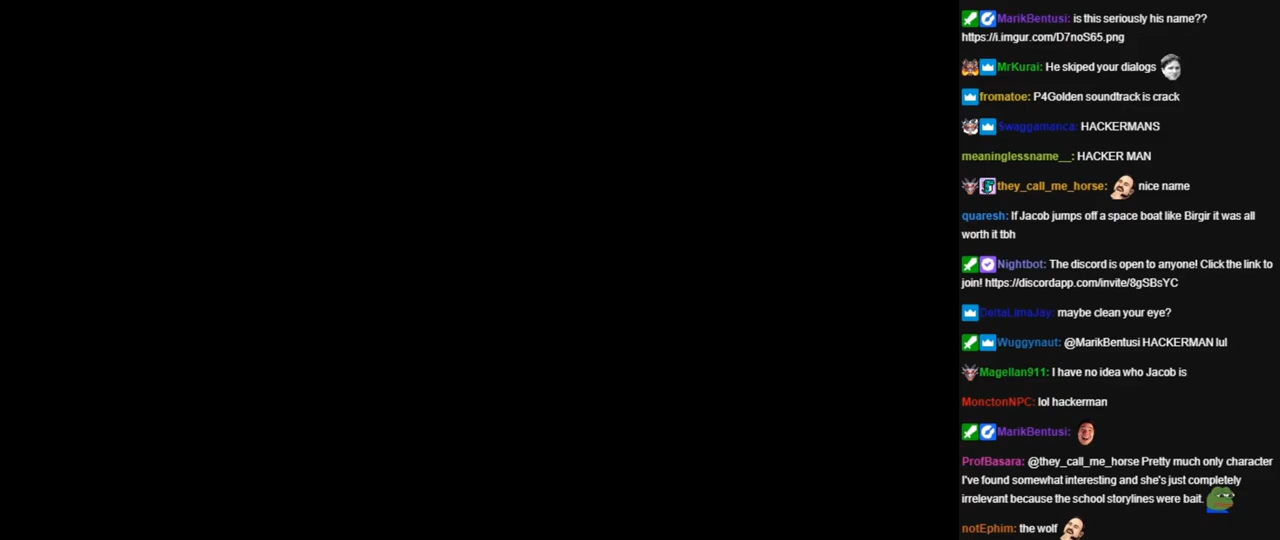 MarikBentusi: is this seriously his name??
https://i.imgur.com/D7noS65.png
MrKurai: He skiped your dialogs
fromatoe: P4Golden soundtrack is crack
Swaggamanca: HACKERMANS
meaninglessname__: HACKER MAN
they_call_me_horse: nice name
quaresh: If Jacob jumps off a space boat like Birgir it was all
worth it tbh
Nightbot: The discord is open to anyone! Click the link to
join! https://discordapp.com/invite/8gSBsYC
DeltaLimaJay: maybe clean your eye?
Wuggynaut: @MarikBentusi HACKERMAN lul
Magellan911: I have no idea who Jacob is
MonctonNPC: lol hackerman
MarikBentusi:
ProfBasara: @they_call_me_horse Pretty much only character
I've found somewhat interesting and she's just completely
irrelevant because the school storylines were bait.
notEphim: the wolf